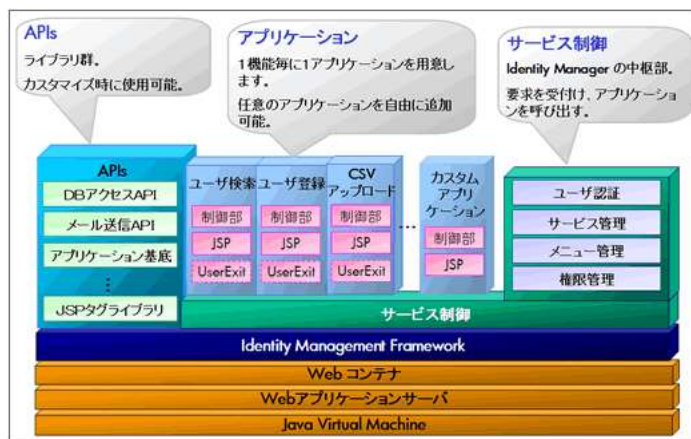 APIs
ライブラリ群。
カスタマイズ時に使用可能。
アプリケーション
1機能毎に1アプリケーションを用意し
ます。
任意のアプリケーションを自由に追加
可能。
サービス制御
Identity Manager の中枢部。
要求を受付け、アプリケーション
を呼び出す。
APIs
DBアクセスAPI
メール送信API
アプリケーション基底
⋮
JSPタグライブラリ
ユーザ検索
制御部
JSP
UserExit
ユーザ登録
制御部
JSP
UserExit
CSV
アップロード
制御部
JSP
UserExit
...
カスタム
アプリ
ケーション
制御部
JSP
ユーザ認証
サービス管理
メニュー管理
権限管理
サービス制御
Identity Management Framework
Web コンテナ
Webアプリケーションサーバ
Java Virtual Machine